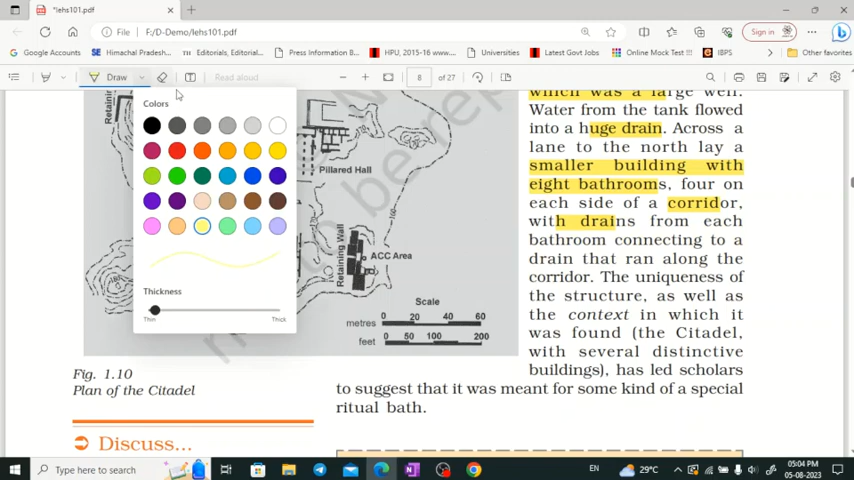 *lehs101.pdf
File
F:/D-Demo/lehs101.pdf
Sign in
Google Accounts
Himachal Pradesh...
Editorials, Editorial...
Press Information B...
HPU, 2015-16 www....
Universities
Latest Govt Jobs
Online Mock Test...
IBPS
Other favorites
Draw
Read aloud
8 of 27
Colors
Thickness
Thin
Thick
Retaini
Pillared Hall
Retaining Wall
ACC Area
100
Scale
0 20 40 60
metres
feet
0 50 100 200
to be rep
Fig. 1.10
Plan of the Citadel
Discuss...
which was a large well.
Water from the tank flowed
into a huge drain. Across a
lane to the north lay a
smaller building with
eight bathrooms, four on
each side of a corridor,
with drains from each
bathroom connecting to a
drain that ran along the
corridor. The uniqueness of
the structure, as well as
the context in which it
was found (the Citadel,
with several distinctive
buildings), has led scholars
to suggest that it was meant for some kind of a special
ritual bath.
Type here to search
29°C
EN
05:04 PM
05-08-2023